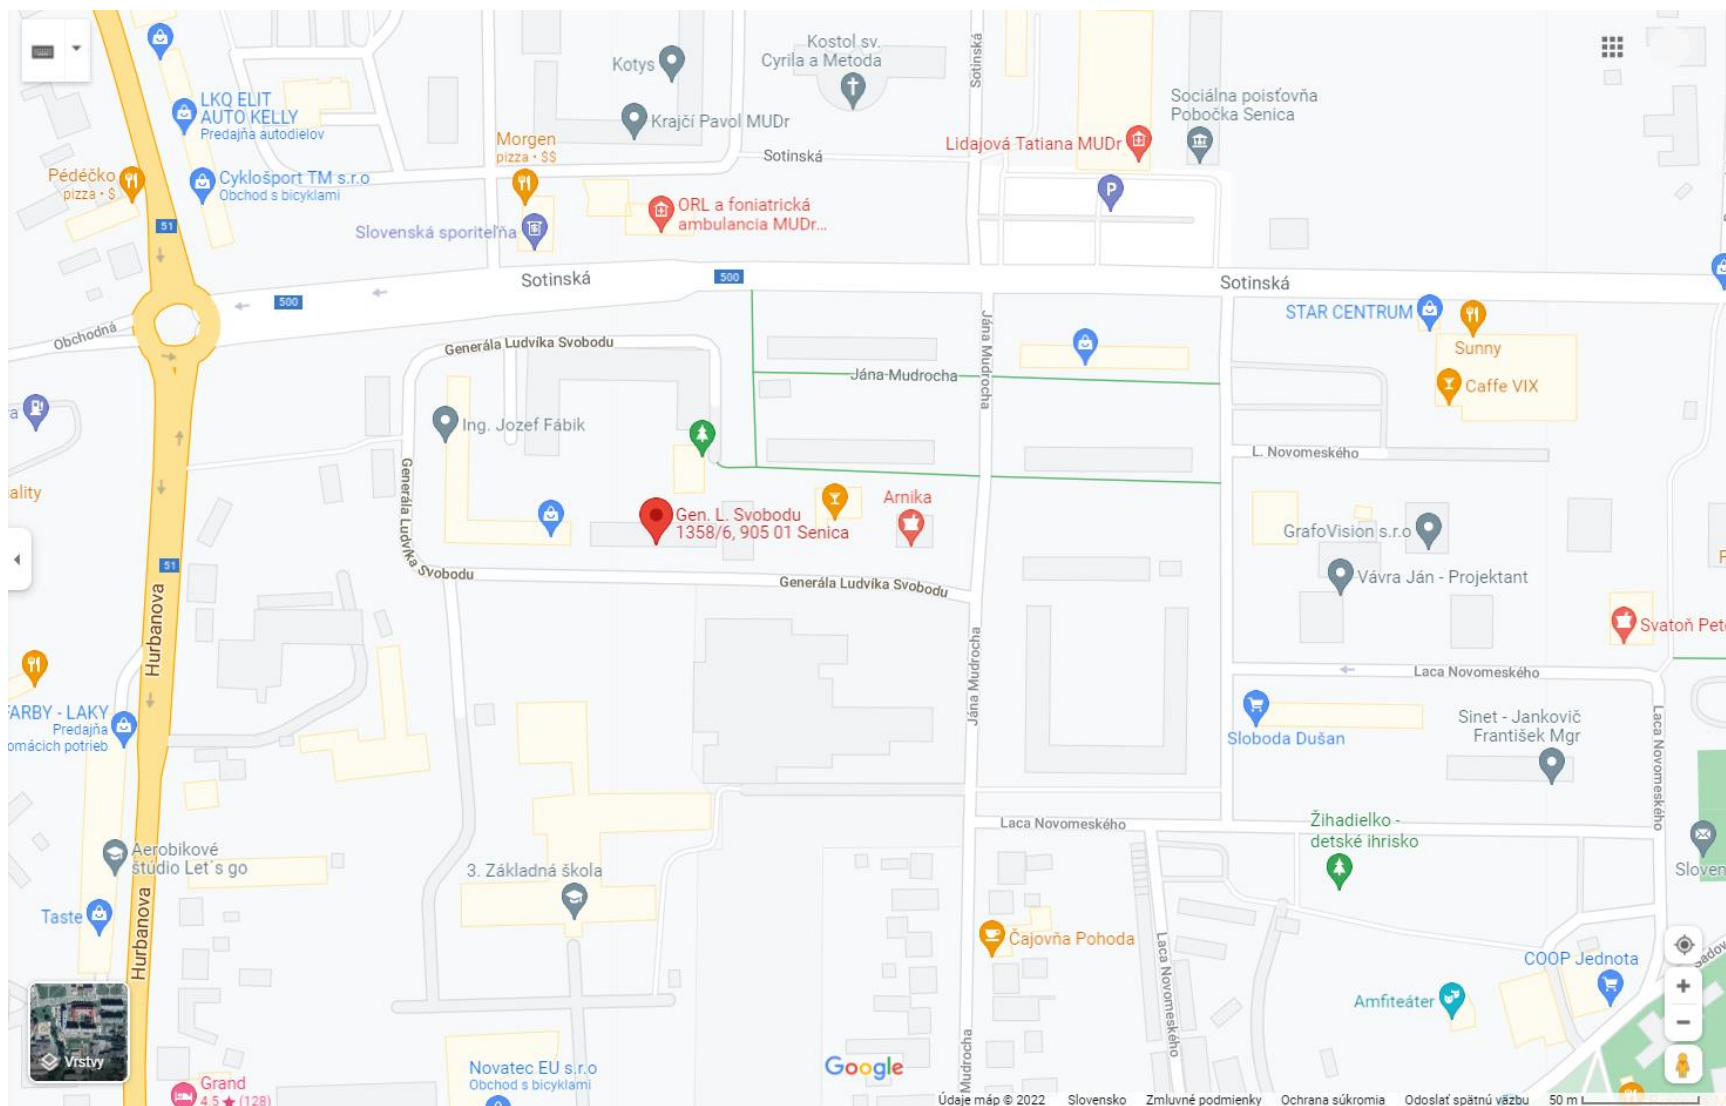 Kostol sv.
Cyrila a Metoda
Sotinská
Kotys
Krajčí Pavol MUDr
Sociálna poisťovňa
Pobočka Senica
LKQ ELIT
AUTO KELLY
Predajňa autodielov
Morgen
pizza · $$
Lidajová Tatiana MUDr
Sotinská
Pédéčko
pizza · $
Cyklošport TM s.r.o
Obchod s bicyklami
P
ORL a foniatrická
ambulancia MUDr...
Slovenská sporiteľňa
51
Sotinská
500
Sotinská
500
STAR CENTRUM
Sunny
Caffe VIX
Obchodná
Generála Ludvíka Svobodu
Jána Mudrocha
Jána Mudrocha
a
Ing. Jozef Fábik
L. Novomeského
Generála Ludvíka Svobodu
ality
Arnika
Gen. L. Svobodu
1358/6, 905 01 Senica
GrafoVision s.r.o
51
Vávra Ján - Projektant
Generála Ludvíka Svobodu
Hurbanova
Svatoň Pet
Jána Mudrocha
Laca Novomeského
FARBY - LAKY
Predajňa
omácich potrieb
Sloboda Dušan
Sinet - Jankovič
František Mgr
Laca Novomeského
Laca Novomeského
Žihadielko -
detské ihrisko
Aerobikové
štúdio Let´s go
3. Základná škola
Sloven
Taste
Hurbanova
Čajovňa Pohoda
Laca Novomeského
COOP Jednota
Sadov
Amfiteáter
Vrstvy
Novatec EU s.r.o
Obchod s bicyklami
Google
Mudrocha
Grand
4.5 ★ (128)
Údaje máp © 2022 Slovensko Zmluvné podmienky Ochrana súkromia Odoslať spätnú väzbu 50 m